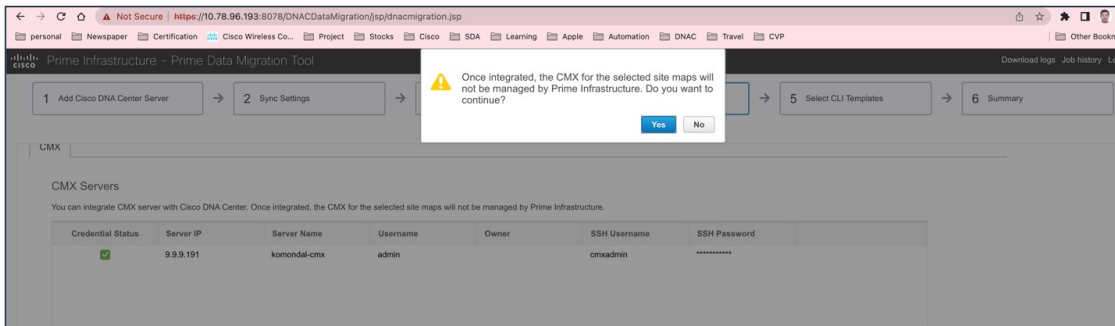 Not Secure | https://10.78.96.193:8078/DNACDataMigration/jsp/dnacmigration.jsp
personal Newspaper Certification Cisco Wireless Co... Project Stocks Cisco SDA Learning Apple Automation DNAC Travel CVP Other Bookn
cisco Prime Infrastructure - Prime Data Migration Tool Download logs Job history Lo
Once integrated, the CMX for the selected site maps will
not be managed by Prime Infrastructure. Do you want to
continue?
Yes No
1 Add Cisco DNA Center Server → 2 Sync Settings → → 5 Select CLI Templates → 6 Summary
CMX
CMX Servers
You can integrate CMX server with Cisco DNA Center. Once integrated, the CMX for the selected site maps will not be managed by Prime Infrastructure.
Credential Status Server IP Server Name Username Owner SSH Username SSH Password
9.9.9.191 komondal-cmx admin cmxadmin ***********